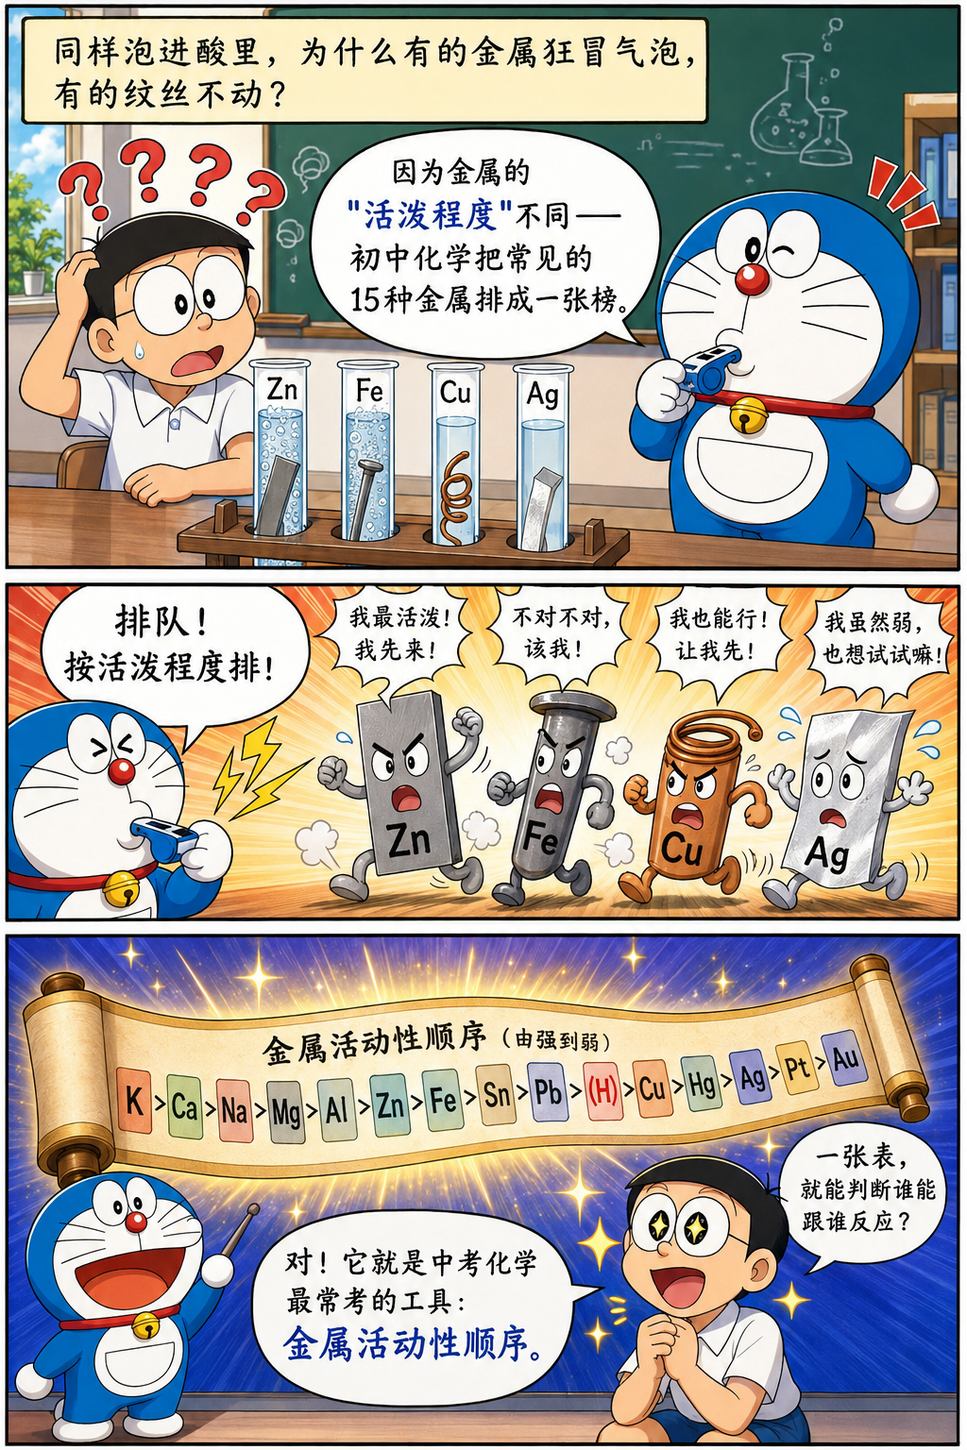 同样泡进酸里，为什么有的金属狂冒气泡，
有的纹丝不动？
因为金属的
"活泼程度"不同——
初中化学把常见的
15种金属排成一张榜。
Zn
Fe
Cu
Ag
排队！
按活泼程度排！
我最活泼！
我先来！
不对不对，
该我！
我也能行！
让我先！
我虽然弱，
也想试试嘛！
Zn
Fe
Cu
Ag
金属活动性顺序（由强到弱）
K>Ca>Na>Mg>Al>Zn>Fe>Sn>Pb>(H)>Cu>Hg>Ag>Pt>Au
一张表，
就能判断谁能
跟谁反应？
对！它就是中考化学
最常考的工具：
金属活动性顺序。